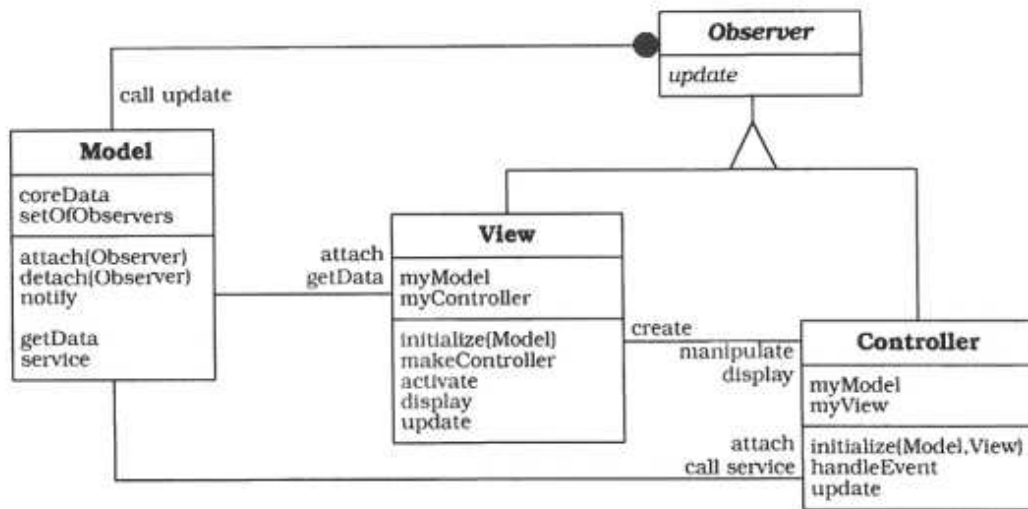 Observer
update
call update
Model
coreData
setOfObservers
attach(Observer)
detach(Observer)
notify
getData
service
attach
getData
View
myModel
myController
initialize(Model)
makeController
activate
display
update
create
manipulate
display
Controller
myModel
myView
attach
call service
initialize(Model,View)
handleEvent
update